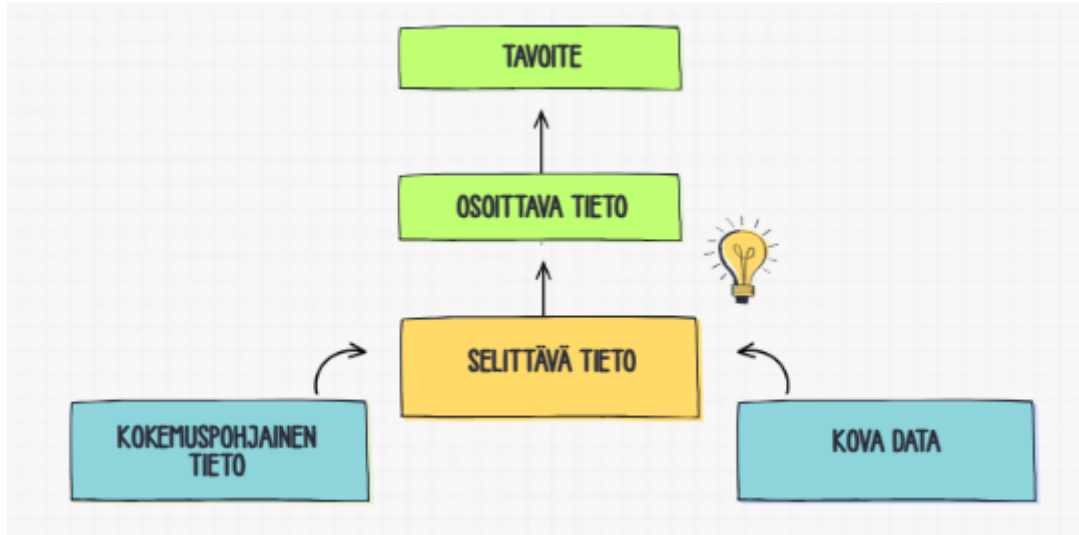 TAVOITE
OSOITTAVA TIETO
SELITTÄVÄ TIETO
KOKEMUSPOHJAINEN
TIETO
KOVA DATA